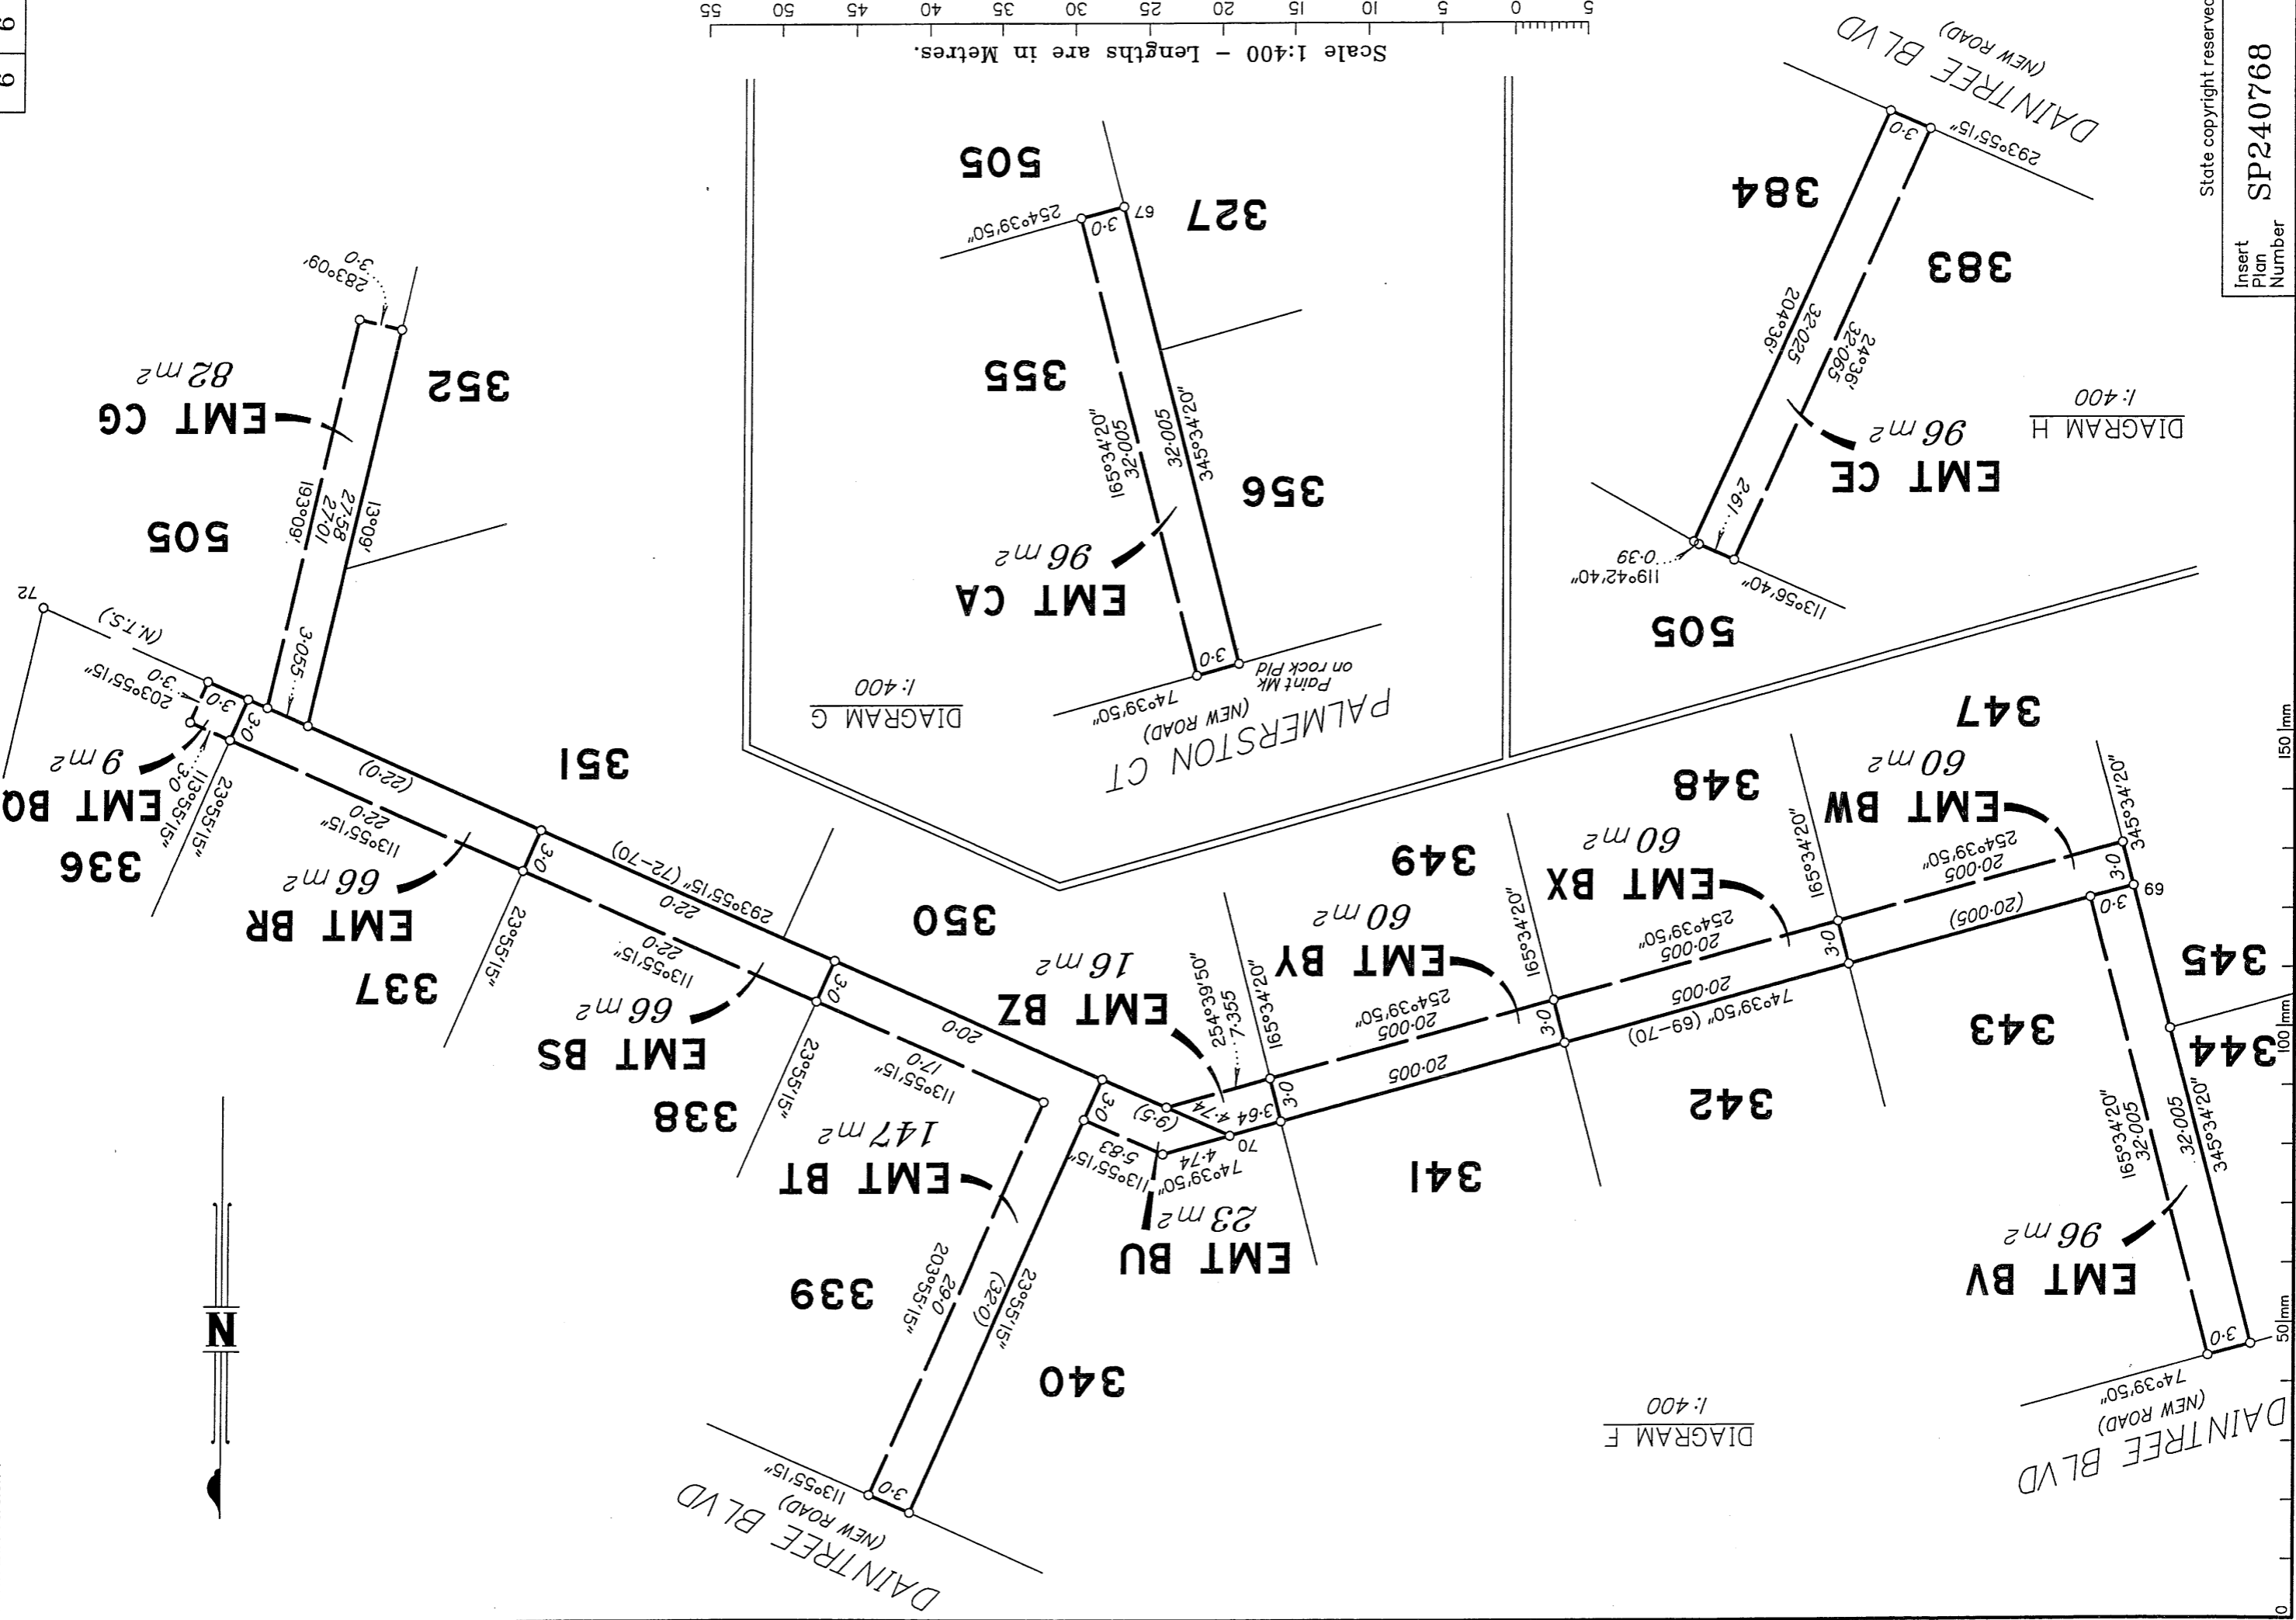 DAINTREE BLVD
(NEW ROAD)
113°55'15"
3·0
340
23°55'15"
(32·0)
203°55'15"
29·0
339
EMT BT
147 m²
EMT BU
23 m²
113°55'15"
5·83
74°39'50"
4·74
70
3·0
(9·5)
4·74
3·64
3·0
338
23°55'15"
113°55'15"
17·0
20·0
EMT BS
66 m²
3·0
113°55'15"
22·0
22·0
293°55'15" (72-70)
337
23°55'15"
EMT BR
66 m²
3·0
113°55'15"
22·0
(22·0)
336
23°55'15"
EMT BQ
9 m²
113°55'15"
3·0
3·0
3·0
203°55'15"
3·0
(N.T.S.)
72
505
3·055
193°09'
27·01
27·58
13°09'
EMT CG
82 m²
352
283°09'
3·0
351
350
DIAGRAM F
1:400
DAINTREE BLVD
(NEW ROAD)
74°39'50"
3·0
EMT BV
96 m²
345°34'20"
32·005
165°34'20"
32·005
344
343
345
3·0
69
3·0
345°34'20"
(20·005)
254°39'50"
20·005
EMT BW
60 m²
347
165°34'20"
3·0
342
74°39'50" (69-70)
20·005
254°39'50"
20·005
EMT BX
60 m²
348
165°34'20"
3·0
341
20·005
254°39'50"
20·005
EMT BY
60 m²
349
165°34'20"
254°39'50"
7·355
EMT BZ
16 m²
PALMERSTON CT
(NEW ROAD)
74°39'50"
Paint Mk
on rock Pld
3·0
DIAGRAM G
1:400
EMT CA
96 m²
356
345°34'20"
32·005
165°34'20"
32·005
355
327
67
3·0
254°39'50"
505
505
113°56'40"
119°42'40"
0·39
2·61
EMT CE
96 m²
DIAGRAM H
1:400
204°36'
32·025
24°36'
32·065
383
384
3·0
293°55'15"
DAINTREE BLVD
(NEW ROAD)
Scale 1:400 – Lengths are in Metres.
5 0 5 10 15 20 25 30 35 40 45 50 55
N
0 50mm 100mm 150mm
State copyright reserved
Insert
Plan
Number
SP240768
6 6